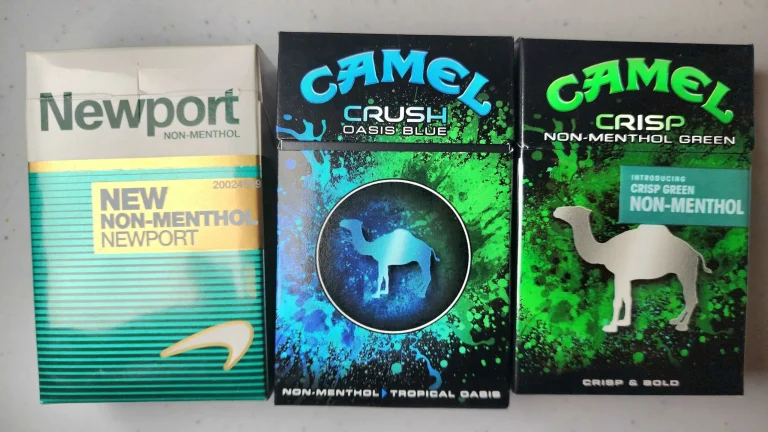 Newport
NON-MENTHOL
NEW
NON-MENTHOL
NEWPORT
CAMEL
CRUSH
OASIS BLUE
NON-MENTHOL TROPICAL OASIS
CAMEL
CRISP
NON-MENTHOL GREEN
INTRODUCING
CRISP GREEN
NON-MENTHOL
CRISP & BOLD